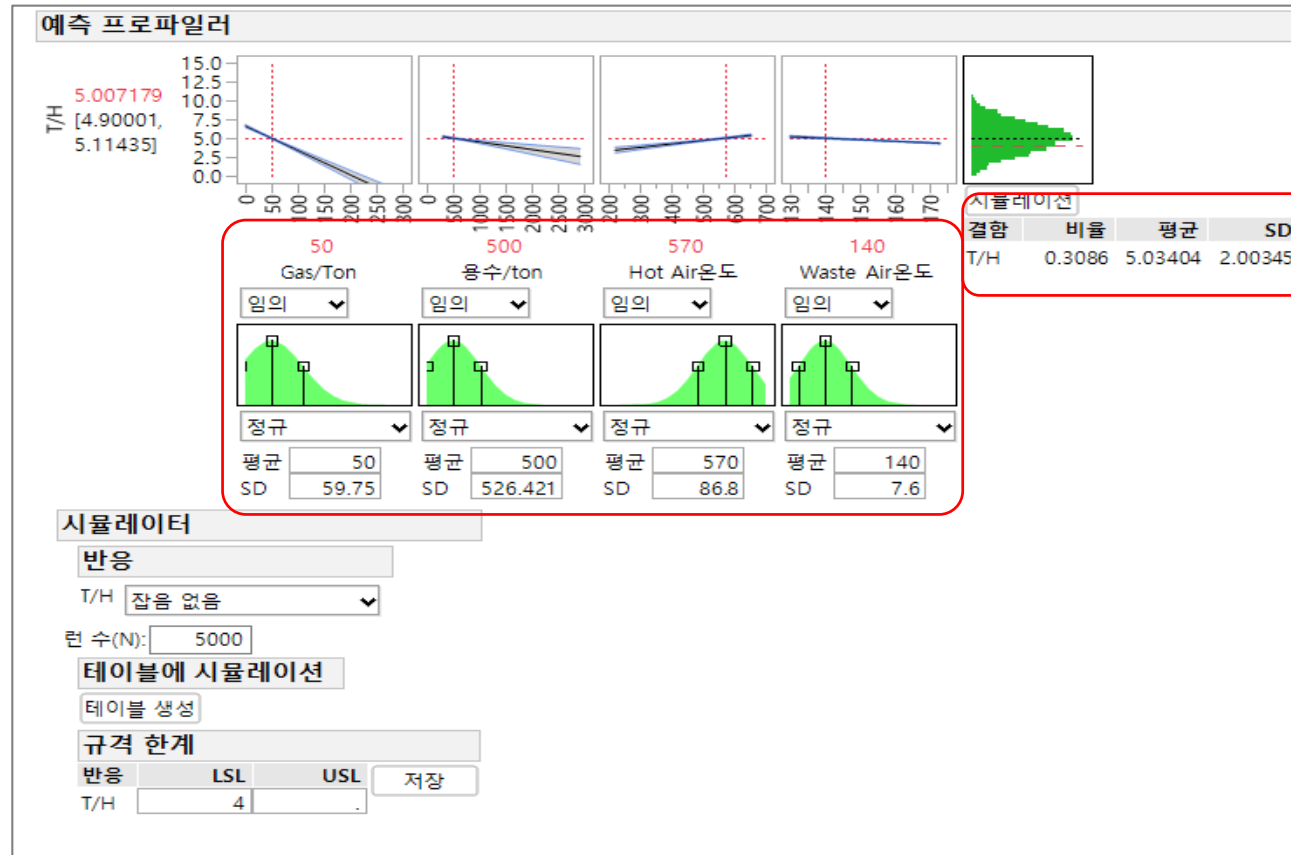 예측 프로파일러
T/H
5.007179
[4.90001,
5.11435]
15.0
12.5
10.0
7.5
5.0
2.5
0.0
0 50 100 150 200 250 300
0 500 1000 1500 2000 2500 3000
200 300 400 500 600 700
130 140 150 160 170
시뮬레이션
결함 비율 평균 SD
T/H 0.3086 5.03404 2.00345
50 500 570 140
Gas/Ton 용수/ton Hot Air온도 Waste Air온도
임의 임의 임의 임의
정규 정규 정규 정규
평균 50 평균 500 평균 570 평균 140
SD 59.75 SD 526.421 SD 86.8 SD 7.6
시뮬레이터
반응
T/H 잡음 없음
런 수(N): 5000
테이블에 시뮬레이션
테이블 생성
규격 한계
반응 LSL USL 저장
T/H 4 .